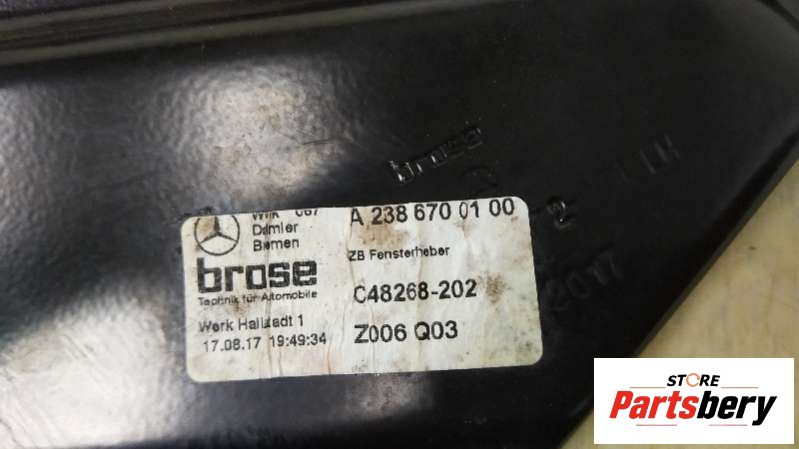 brose
2017
A 238 670 01 00
Daimler
Bremen
ZB Fensterheber
brose
Technik für Automobile
C48268-202
Werk Hallstadt 1
17.08.17 19:49:34
Z006 Q03
STORE
Partsbery